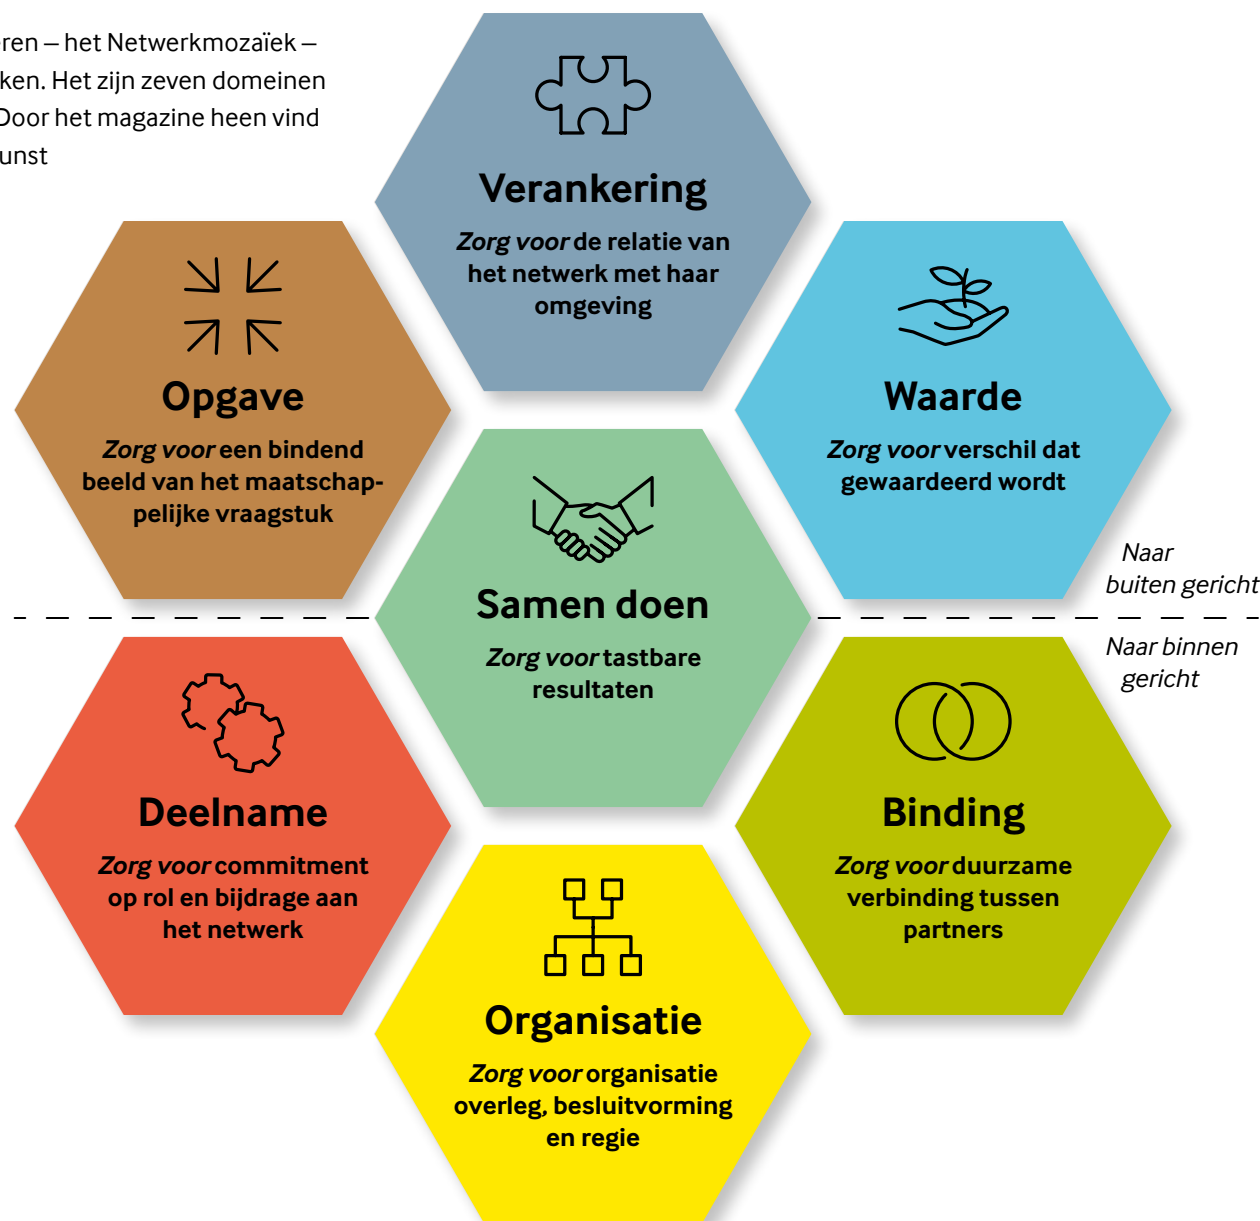 eren – het Netwerkmozaïek –
ken. Het zijn zeven domeinen
Door het magazine heen vind
unst
Verankering
Zorg voor de relatie van
het netwerk met haar
omgeving
Opgave
Zorg voor een bindend
beeld van het maatschap-
pelijke vraagstuk
Waarde
Zorg voor verschil dat
gewaardeerd wordt
Samen doen
Zorg voor tastbare
resultaten
Naar
buiten gericht
Naar binnen
gericht
Deelname
Zorg voor commitment
op rol en bijdrage aan
het netwerk
Binding
Zorg voor duurzame
verbinding tussen
partners
Organisatie
Zorg voor organisatie
overleg, besluitvorming
en regie